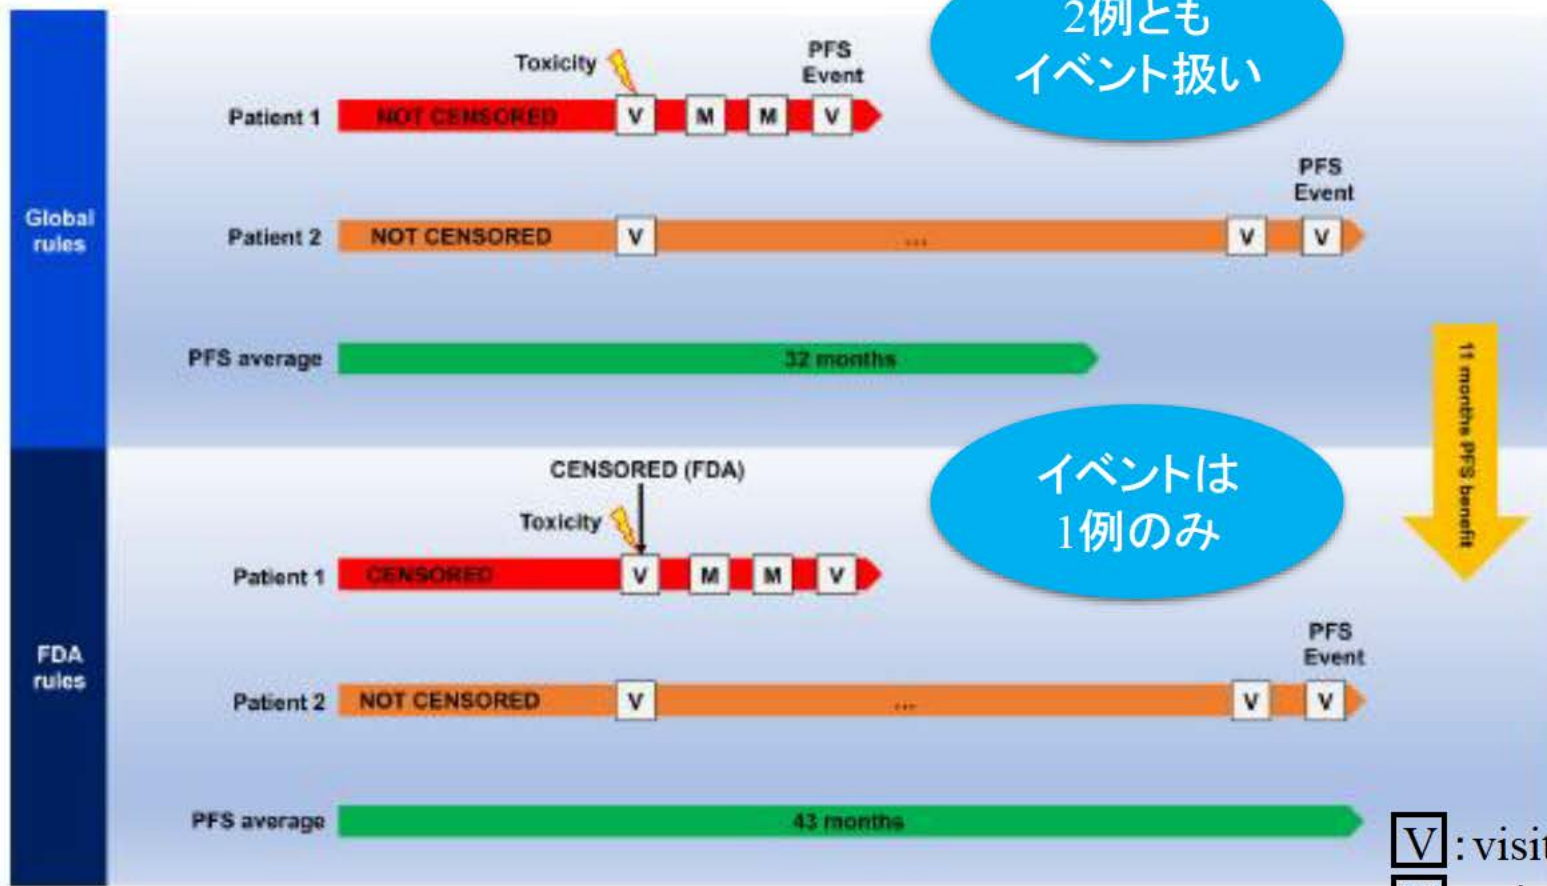 2例とも
イベント扱い
Toxicity
PFS
Event
Patient 1
NOT CENSORED
V
M
M
V
PFS
Event
Global
rules
Patient 2
NOT CENSORED
V
...
V
V
PFS average
32 months
11 months PFS benefit
CENSORED (FDA)
イベントは
1例のみ
Toxicity
Patient 1
CENSORED
V
M
M
V
PFS
Event
FDA
rules
Patient 2
NOT CENSORED
V
...
V
V
PFS average
43 months
V : visit